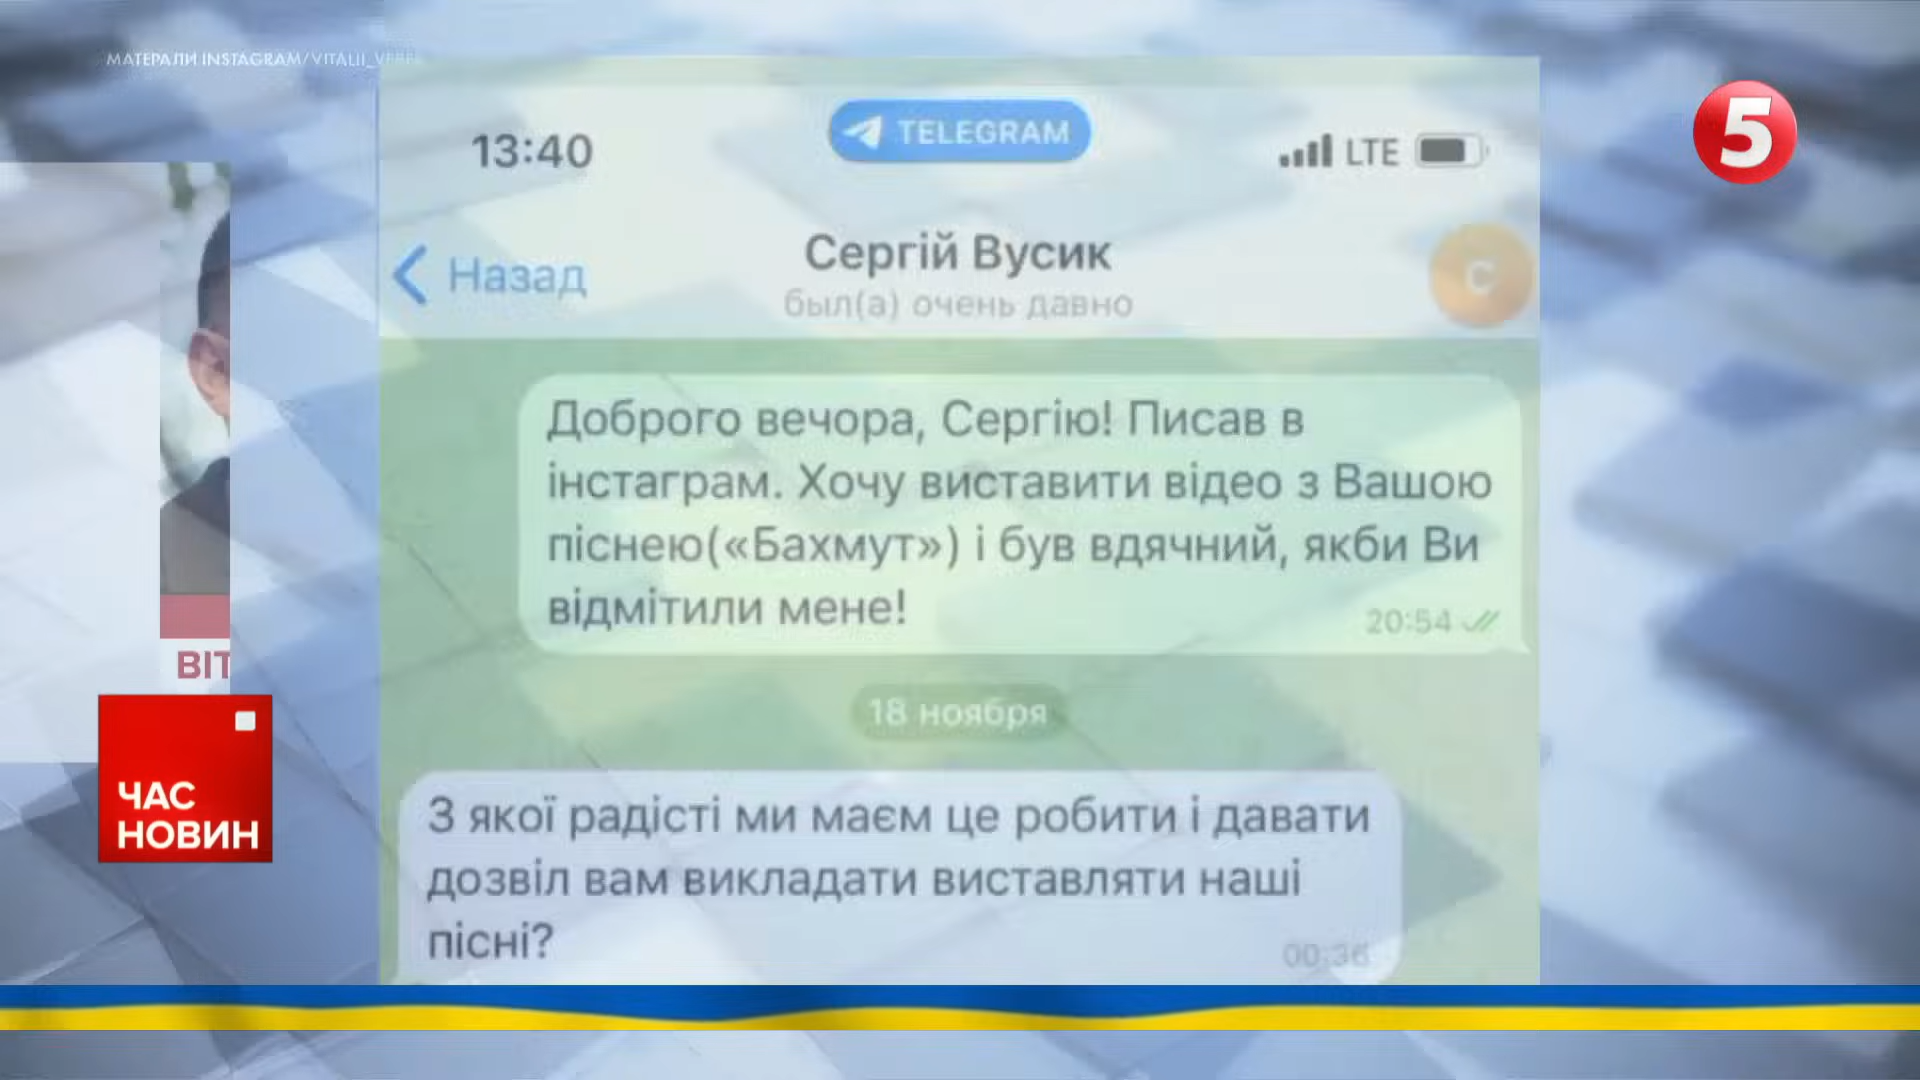 МАТЕРАЛИ INSTAGRAM/VITALII_
5
13:40
TELEGRAM
LTE
Назад
Сергій Вусик
был(а) очень давно
С
Доброго вечора, Сергію! Писав в
інстаграм. Хочу виставити відео з Вашою
піснею(«Бахмут») і був вдячний, якби Ви
відмітили мене!
20:54
18 ноября
З якої радісті ми маєм це робити і давати
дозвіл вам викладати виставляти наші
пісні?
00:36
ВІТ
ЧАС
НОВИН